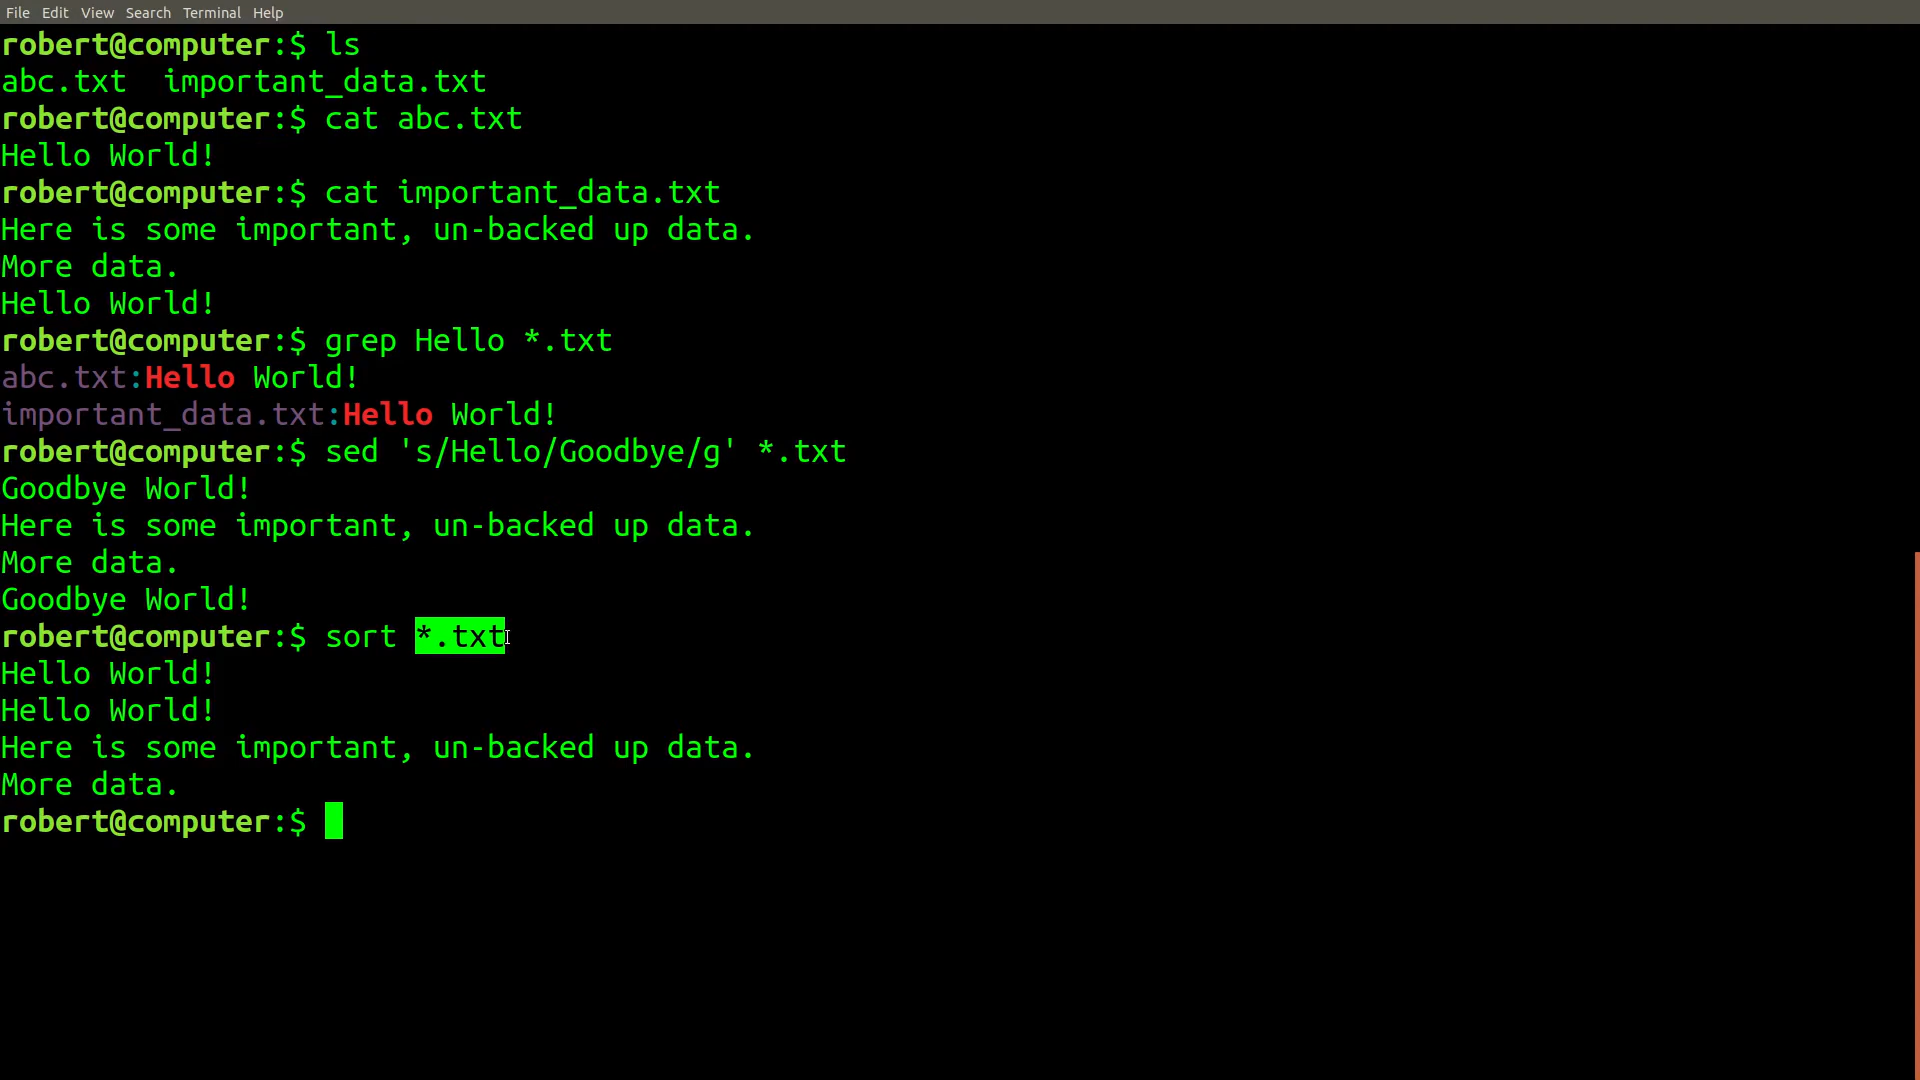 File Edit View Search Terminal Help
robert@computer:$ ls
abc.txt  important_data.txt
robert@computer:$ cat abc.txt
Hello World!
robert@computer:$ cat important_data.txt
Here is some important, un-backed up data.
More data.
Hello World!
robert@computer:$ grep Hello *.txt
abc.txt:Hello World!
important_data.txt:Hello World!
robert@computer:$ sed 's/Hello/Goodbye/g' *.txt
Goodbye World!
Here is some important, un-backed up data.
More data.
Goodbye World!
robert@computer:$ sort *.txt
Hello World!
Hello World!
Here is some important, un-backed up data.
More data.
robert@computer:$